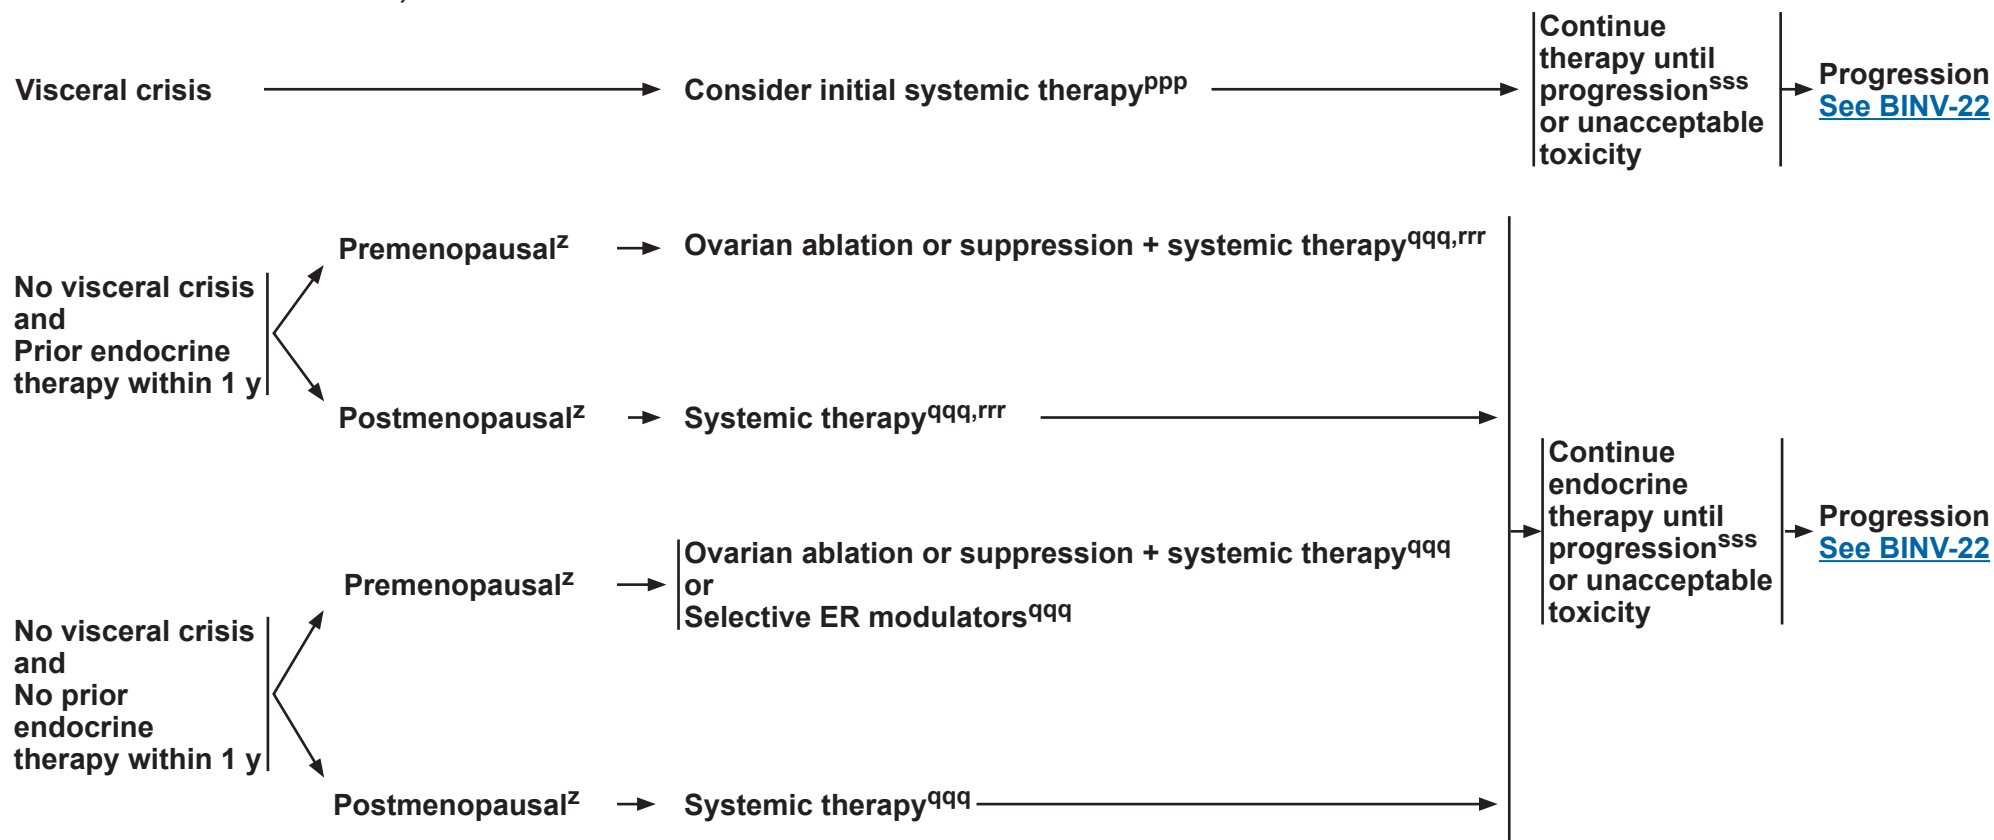 Visceral crisis
Consider initial systemic therapyppp
Continue
therapy until
progressionsss
or unacceptable
toxicity
Progression
See BINV-22
No visceral crisis
and
Prior endocrine
therapy within 1 y
Premenopausalz
Ovarian ablation or suppression + systemic therapyqqq,rrr
Postmenopausalz
Systemic therapyqqq,rrr
No visceral crisis
and
No prior
endocrine
therapy within 1 y
Premenopausalz
Ovarian ablation or suppression + systemic therapyqqq
or
Selective ER modulatorsqqq
Postmenopausalz
Systemic therapyqqq
Continue
endocrine
therapy until
progressionsss
or unacceptable
toxicity
Progression
See BINV-22